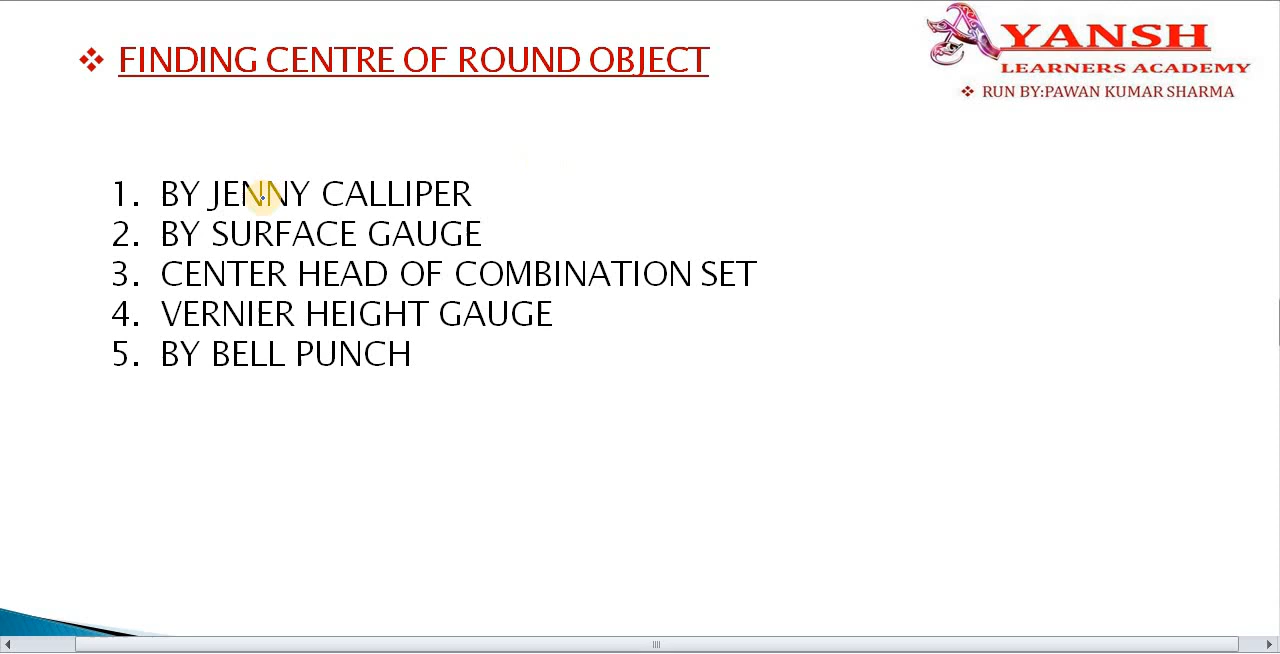 ❖ FINDING CENTRE OF ROUND OBJECT
AYANSH
LEARNERS ACADEMY
❖ RUN BY:PAWAN KUMAR SHARMA
1. BY JENNY CALLIPER
2. BY SURFACE GAUGE
3. CENTER HEAD OF COMBINATION SET
4. VERNIER HEIGHT GAUGE
5. BY BELL PUNCH